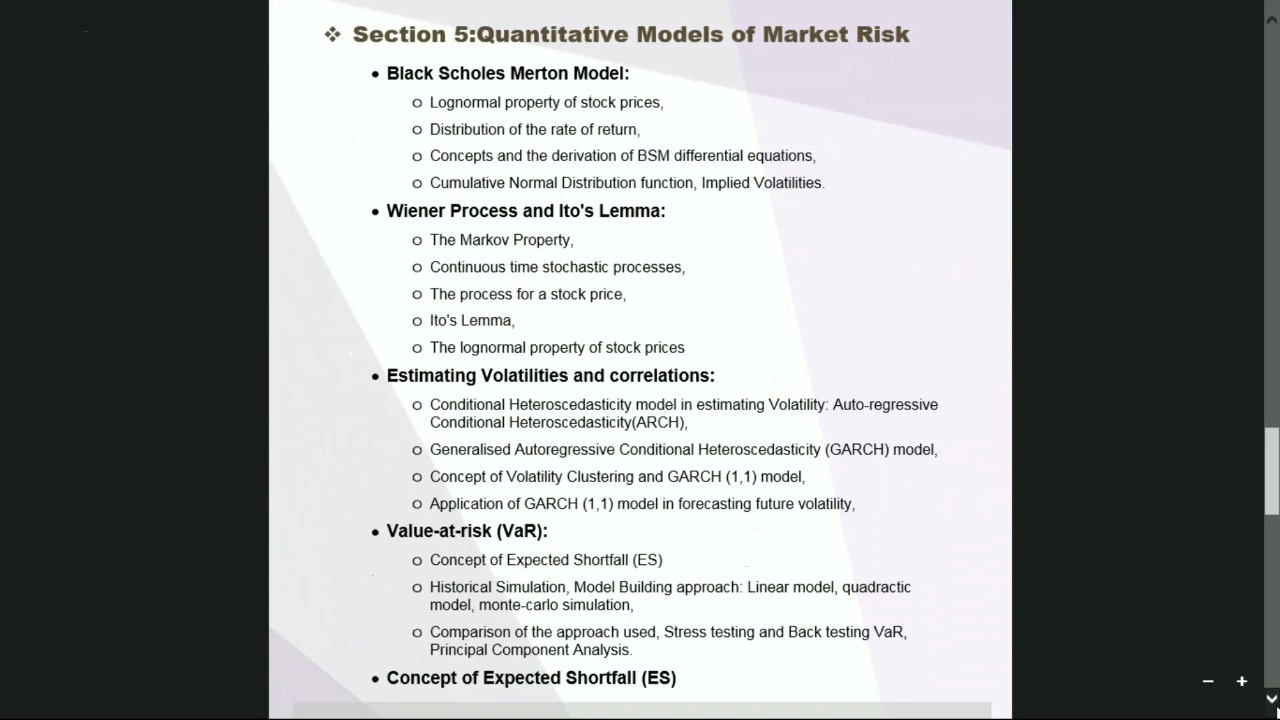 ❖ Section 5:Quantitative Models of Market Risk
• Black Scholes Merton Model:
o Lognormal property of stock prices,
o Distribution of the rate of return,
o Concepts and the derivation of BSM differential equations,
o Cumulative Normal Distribution function, Implied Volatilities.
• Wiener Process and Ito's Lemma:
o The Markov Property,
o Continuous time stochastic processes,
o The process for a stock price,
o Ito's Lemma,
o The lognormal property of stock prices
• Estimating Volatilities and correlations:
o Conditional Heteroscedasticity model in estimating Volatility: Auto-regressive
Conditional Heteroscedasticity(ARCH),
o Generalised Autoregressive Conditional Heteroscedasticity (GARCH) model,
o Concept of Volatility Clustering and GARCH (1,1) model,
o Application of GARCH (1,1) model in forecasting future volatility,
• Value-at-risk (VaR):
o Concept of Expected Shortfall (ES)
o Historical Simulation, Model Building approach: Linear model, quadractic
model, monte-carlo simulation,
o Comparison of the approach used, Stress testing and Back testing VaR,
Principal Component Analysis.
• Concept of Expected Shortfall (ES)